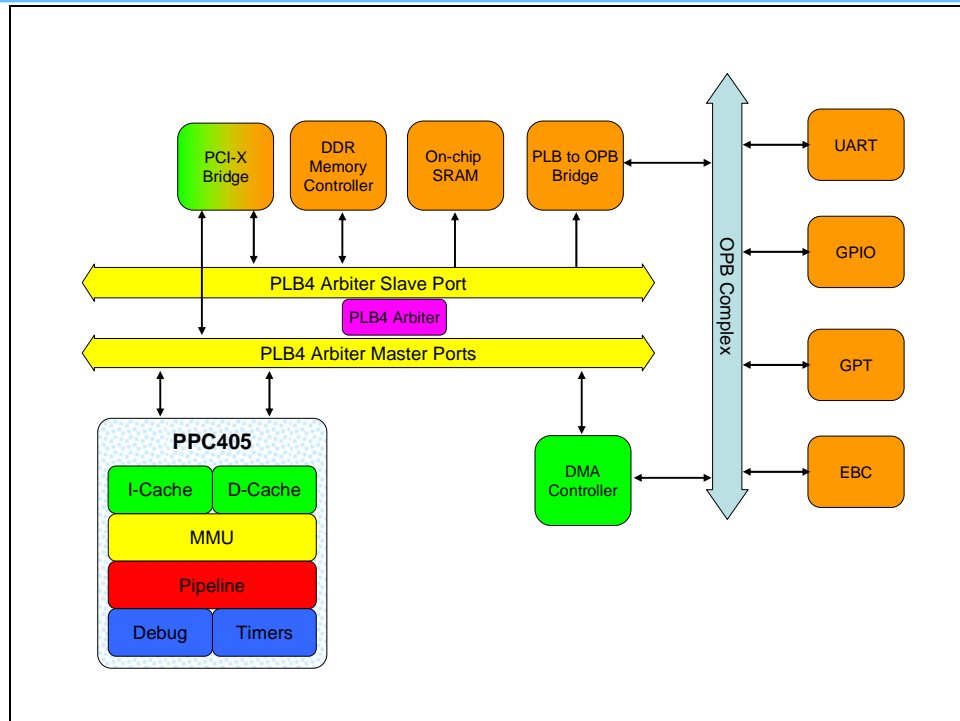 PCI-X
Bridge
DDR
Memory
Controller
On-chip
SRAM
PLB to OPB
Bridge
UART
GPIO
OPB Complex
PLB4 Arbiter Slave Port
PLB4 Arbiter
PLB4 Arbiter Master Ports
GPT
PPC405
I-Cache
D-Cache
MMU
Pipeline
Debug
Timers
DMA
Controller
EBC